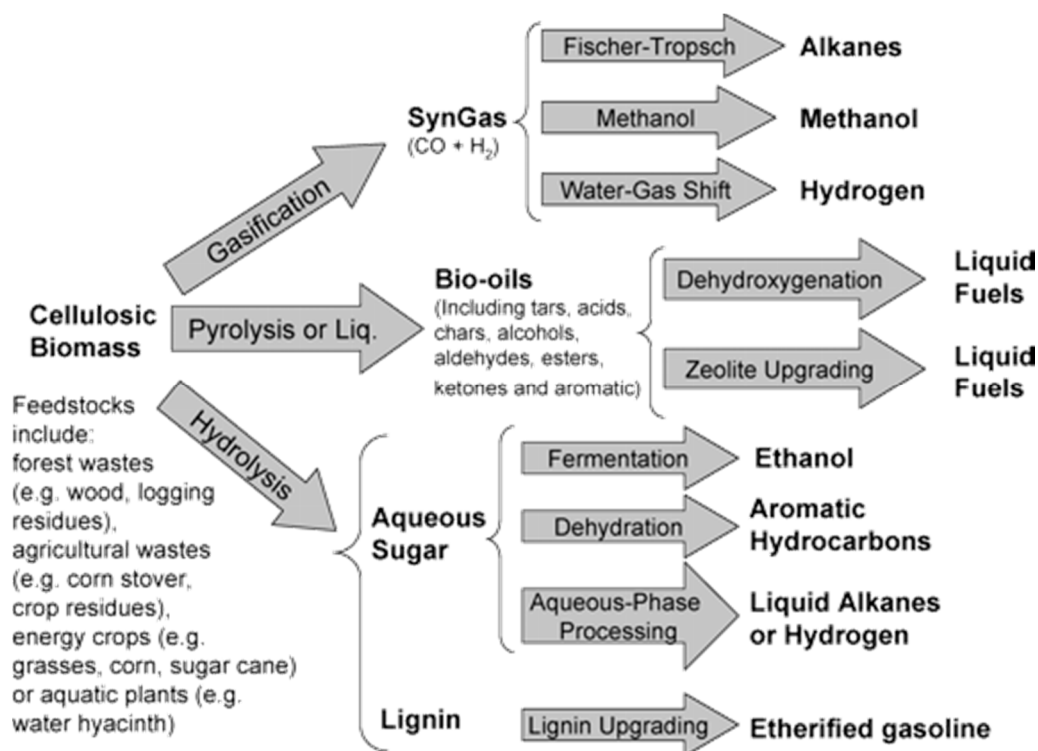 Cellulosic
Biomass
Feedstocks
include:
forest wastes
(e.g. wood, logging
residues),
agricultural wastes
(e.g. corn stover,
crop residues),
energy crops (e.g.
grasses, corn, sugar cane)
or aquatic plants (e.g.
water hyacinth)
Gasification
SynGas
(CO + H₂)
Fischer-Tropsch
Alkanes
Methanol
Methanol
Water-Gas Shift
Hydrogen
Pyrolysis or Liq.
Bio-oils
(Including tars, acids,
chars, alcohols,
aldehydes, esters,
ketones and aromatic)
Dehydroxygenation
Liquid
Fuels
Zeolite Upgrading
Liquid
Fuels
Hydrolysis
Aqueous
Sugar
Fermentation
Ethanol
Dehydration
Aromatic
Hydrocarbons
Aqueous-Phase
Processing
Liquid Alkanes
or Hydrogen
Lignin
Lignin Upgrading
Etherified gasoline